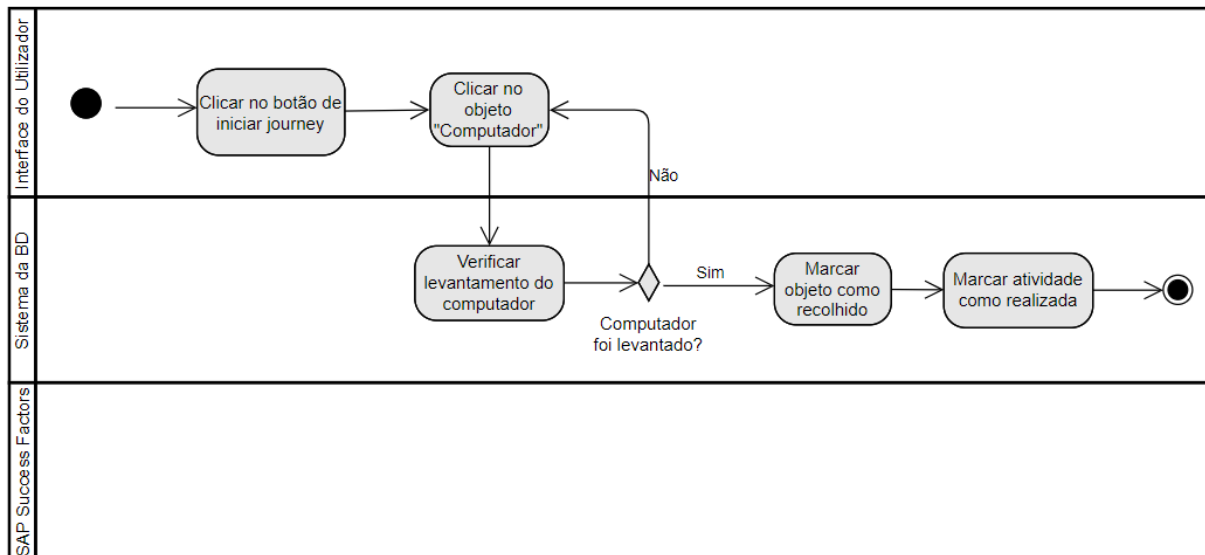 Interface do Utilizador
Clicar no botão de
iniciar journey
Clicar no
objeto
"Computador"
Não
Sistema da BD
Verificar
levantamento do
computador
Sim
Computador
foi levantado?
Marcar
objeto como
recolhido
Marcar atividade
como realizada
SAP Success Factors